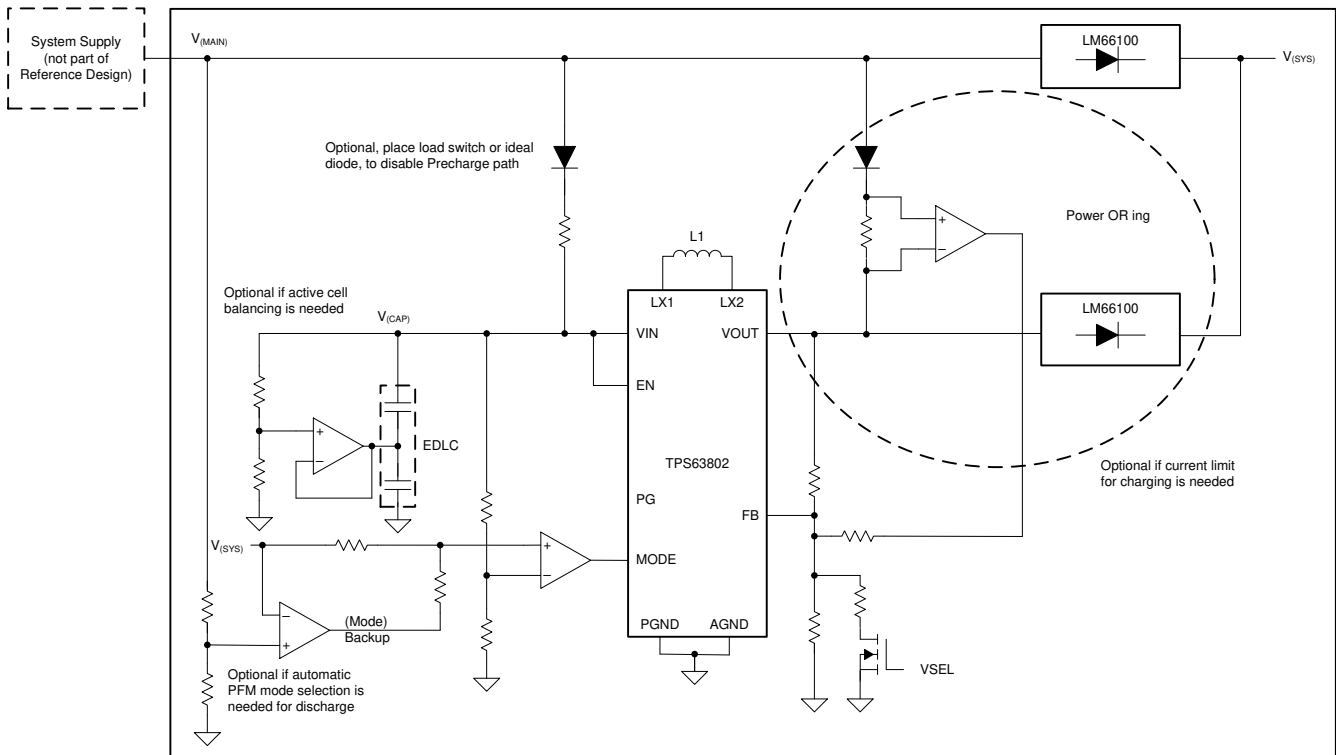 System Supply
(not part of
Reference Design)
V(MAIN)
LM66100
V(SYS)
Optional, place load switch or ideal
diode, to disable Precharge path
+
−
Power OR ing
L1
LX1
LX2
Optional if active cell
balancing is needed
V(CAP)
VIN
VOUT
LM66100
EN
+
−
EDLC
TPS63802
Optional if current limit
for charging is needed
PG
FB
V(SYS)
+
−
MODE
−
+
(Mode)
Backup
PGND
AGND
VSEL
Optional if automatic
PFM mode selection is
needed for discharge